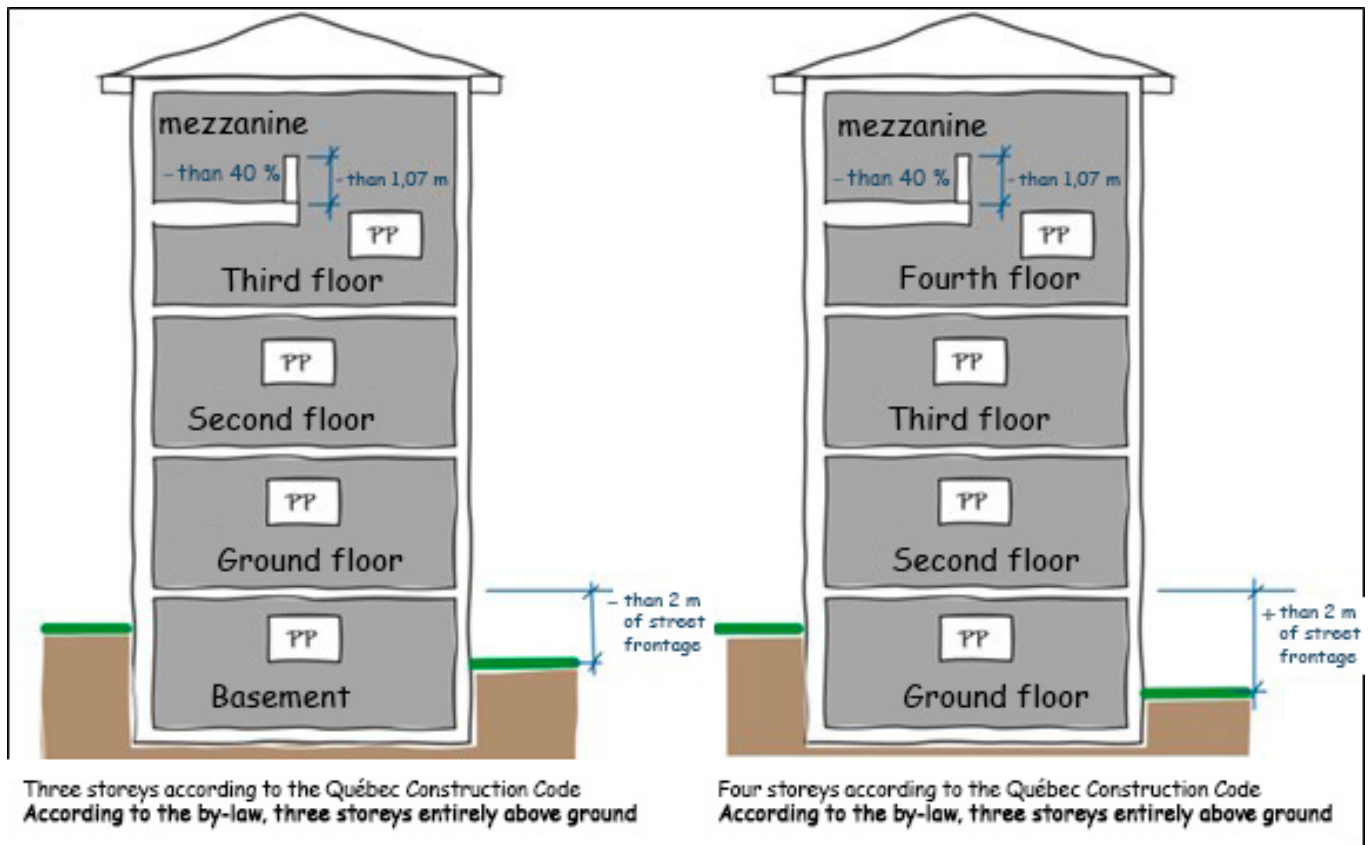 mezzanine
- than 40 %
- than 1,07 m
PP
Third floor
PP
Second floor
PP
Ground floor
PP
Basement
- than 2 m
of street
frontage
Three storeys according to the Québec Construction Code
According to the by-law, three storeys entirely above ground
mezzanine
- than 40 %
- than 1,07 m
PP
Fourth floor
PP
Third floor
PP
Second floor
PP
Ground floor
+ than 2 m
of street
frontage
Four storeys according to the Québec Construction Code
According to the by-law, three storeys entirely above ground